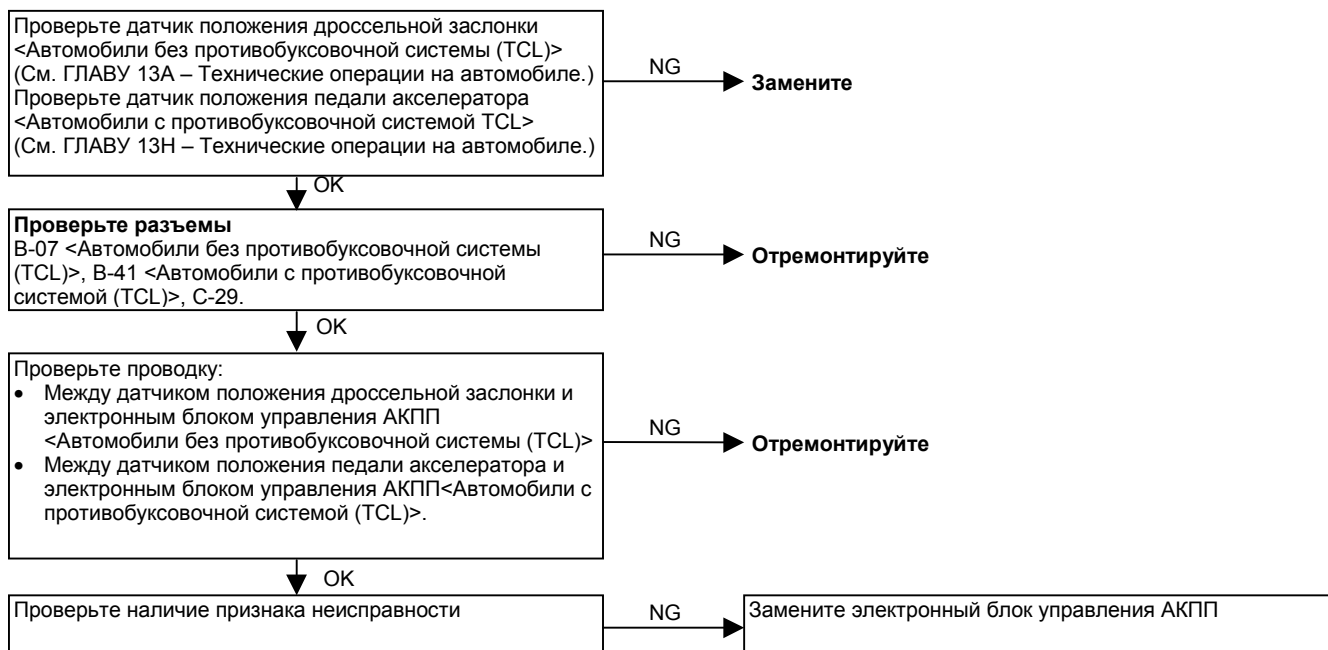 Проверьте датчик положения дроссельной заслонки
<Автомобили без противобуксовочной системы (TCL)>
(См. ГЛАВУ 13А – Технические операции на автомобиле.)
Проверьте датчик положения педали акселератора
<Автомобили с противобуксовочной системой TCL>
(См. ГЛАВУ 13Н – Технические операции на автомобиле.)
NG
Замените
OK
Проверьте разъемы
В-07 <Автомобили без противобуксовочной системы
(TCL)>, В-41 <Автомобили с противобуксовочной
системой (TCL)>, С-29.
NG
Отремонтируйте
OK
Проверьте проводку:
• Между датчиком положения дроссельной заслонки и
электронным блоком управления АКПП
<Автомобили без противобуксовочной системы (TCL)>
• Между датчиком положения педали акселератора и
электронным блоком управления АКПП<Автомобили с
противобуксовочной системой (TCL)>.
NG
Отремонтируйте
OK
Проверьте наличие признака неисправности
NG
Замените электронный блок управления АКПП